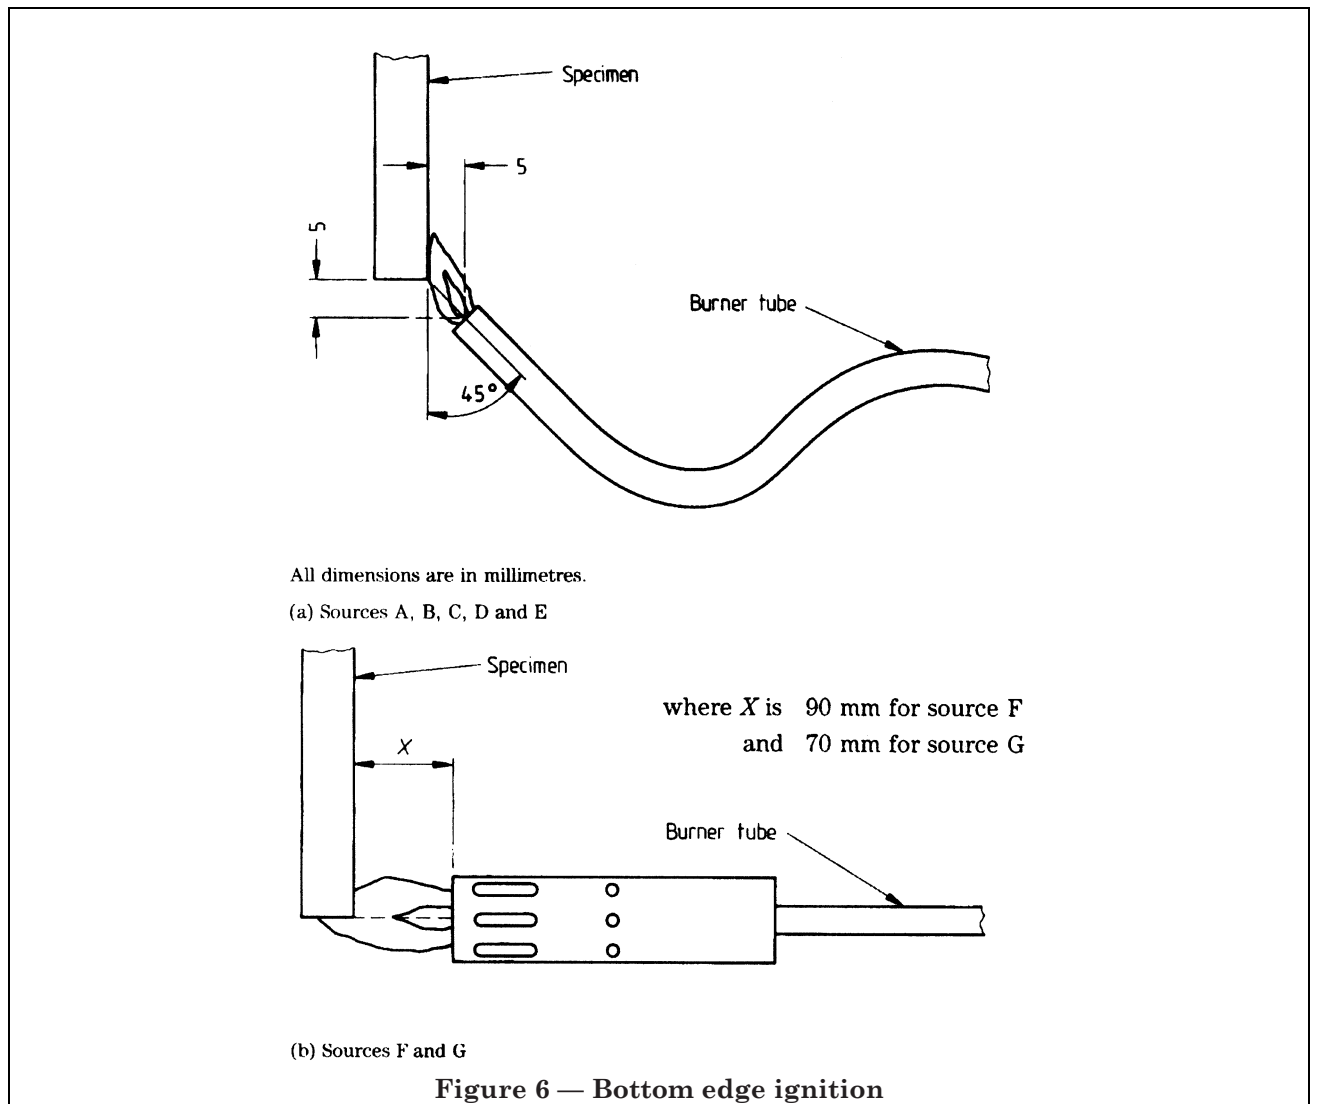 Specimen
5
5
Burner tube
45°
All dimensions are in millimetres.
(a) Sources A, B, C, D and E
Specimen
where X is 90 mm for source F
and 70 mm for source G
X
Burner tube
(b) Sources F and G
Figure 6 — Bottom edge ignition